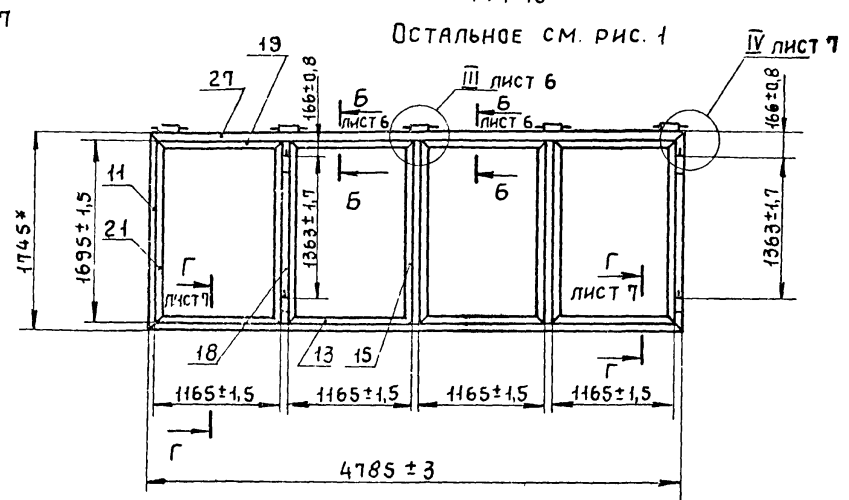 7
ОСТАЛЬНОЕ СМ. РИС. 1
III ЛИСТ 6
IV ЛИСТ 7
27
19
166±0,8
Б
ЛИСТ 6
Б
ЛИСТ 6
166±0,8
11
21
1745*
1695±1,5
Б
Б
1363±1,7
1363±1,7
Г
ЛИСТ 7
Г
ЛИСТ 7
18
13
15
Г
1165±1,5
1165±1,5
1165±1,5
1165±1,5
Г
4785±3